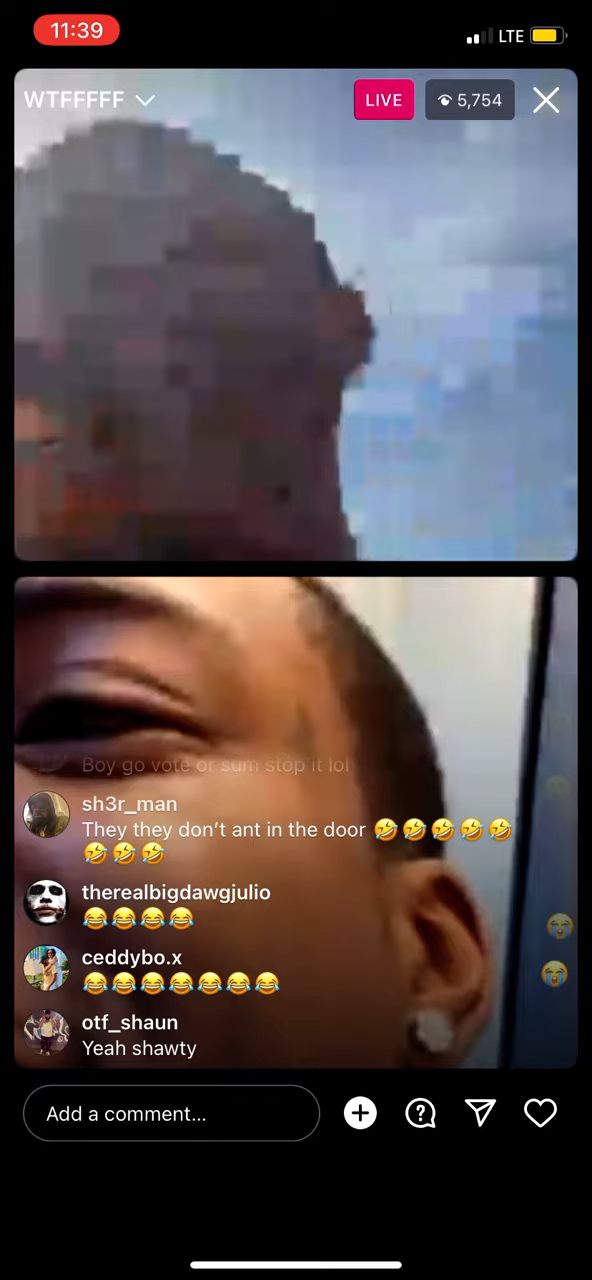 11:39
LTE
WTFFFFF
LIVE
5,754
Boy go vote or sum stop it lol
sh3r_man
They they don’t ant in the door 🤣🤣🤣🤣🤣
🤣🤣🤣
therealbigdawgjulio
😂😂😂😂
ceddybo.x
😂😂😂😂😂😂😂
otf_shaun
Yeah shawty
Add a comment...